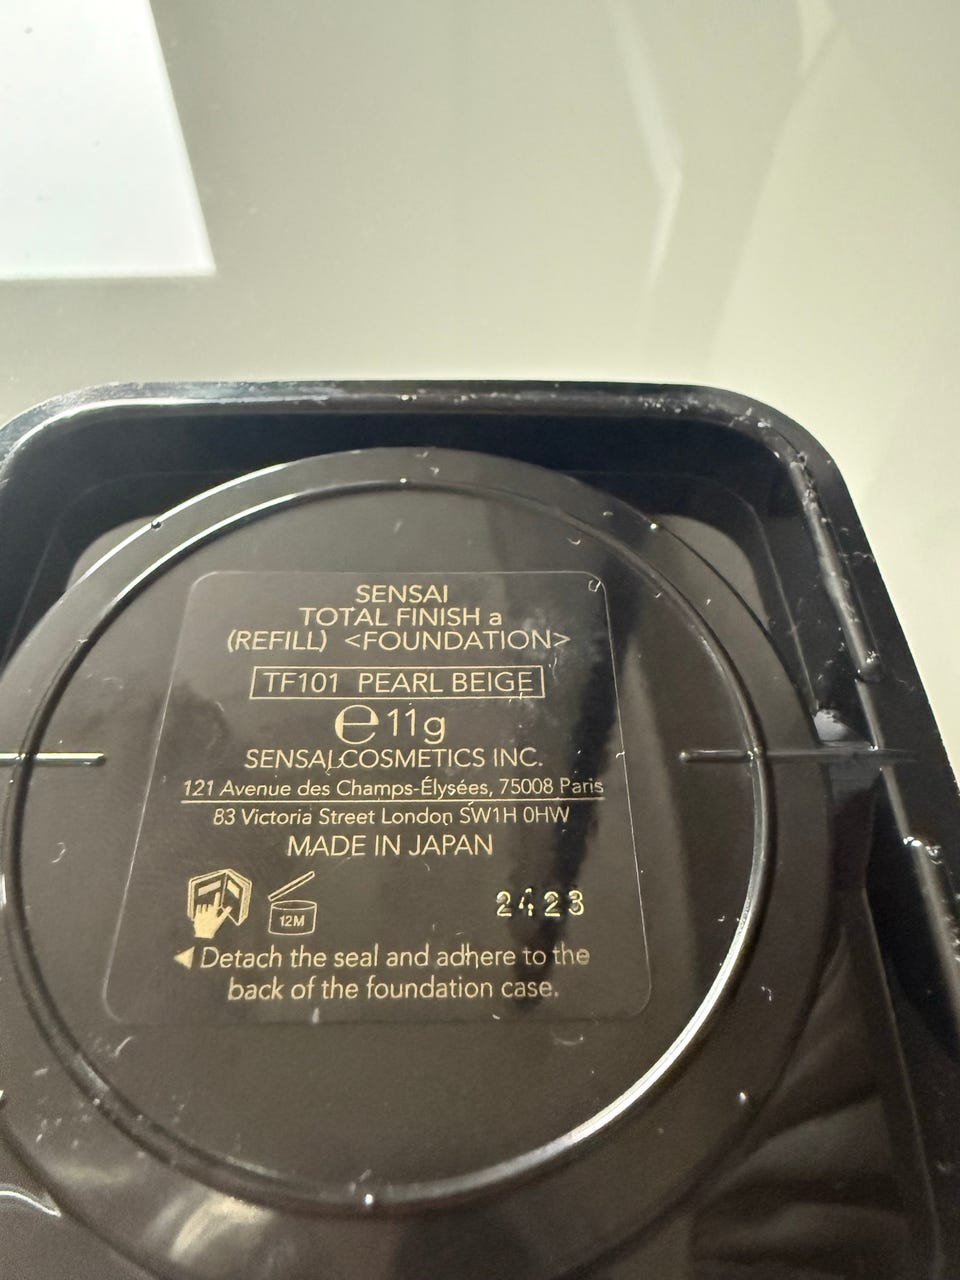 SENSAI
TOTAL FINISH a
(REFILL) <FOUNDATION>
TF101 PEARL BEIGE
℮11g
SENSAI COSMETICS INC.
121 Avenue des Champs-Élysées, 75008 Paris
83 Victoria Street London SW1H 0HW
MADE IN JAPAN
12M
2423
◀Detach the seal and adhere to the
back of the foundation case.